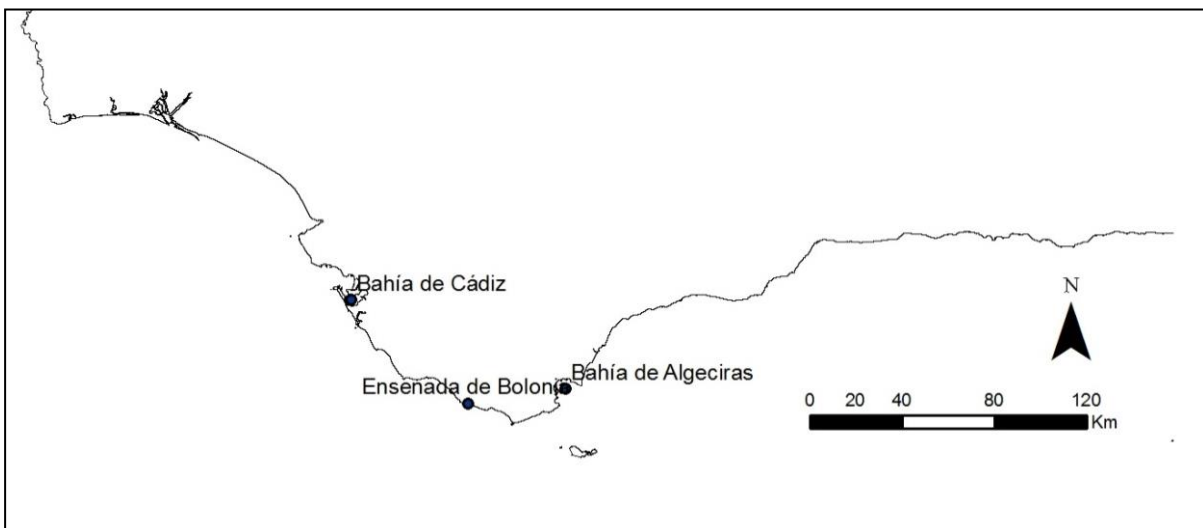 Bahía de Cádiz
N
Bahía de Algeciras
Ensenada de Bolonia
0 20 40 80 120
Km